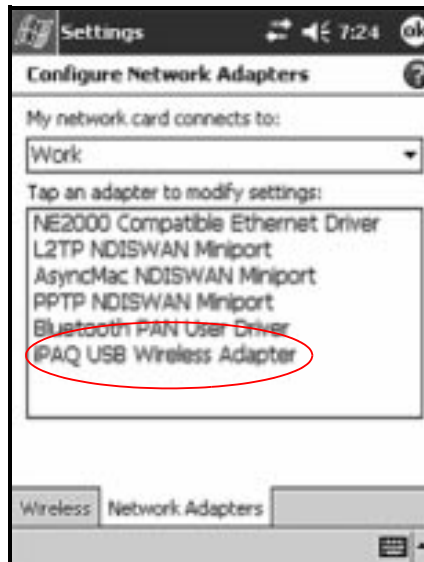 Settings 7:24 ok
Configure Network Adapters ?
My network card connects to:
Work
Tap an adapter to modify settings:
NE2000 Compatible Ethernet Driver
L2TP NDISWAN Miniport
AsyncMac NDISWAN Miniport
PPTP NDISWAN Miniport
Bluetooth PAN User Driver
iPAQ USB Wireless Adapter
Wireless Network Adapters